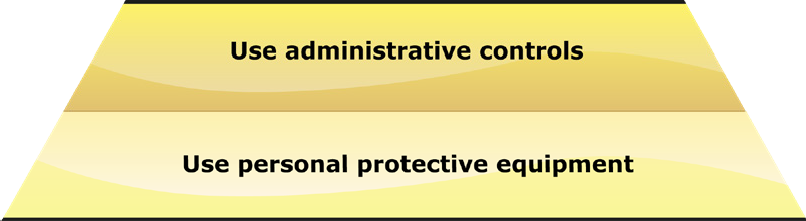 Use administrative controls
Use personal protective equipment